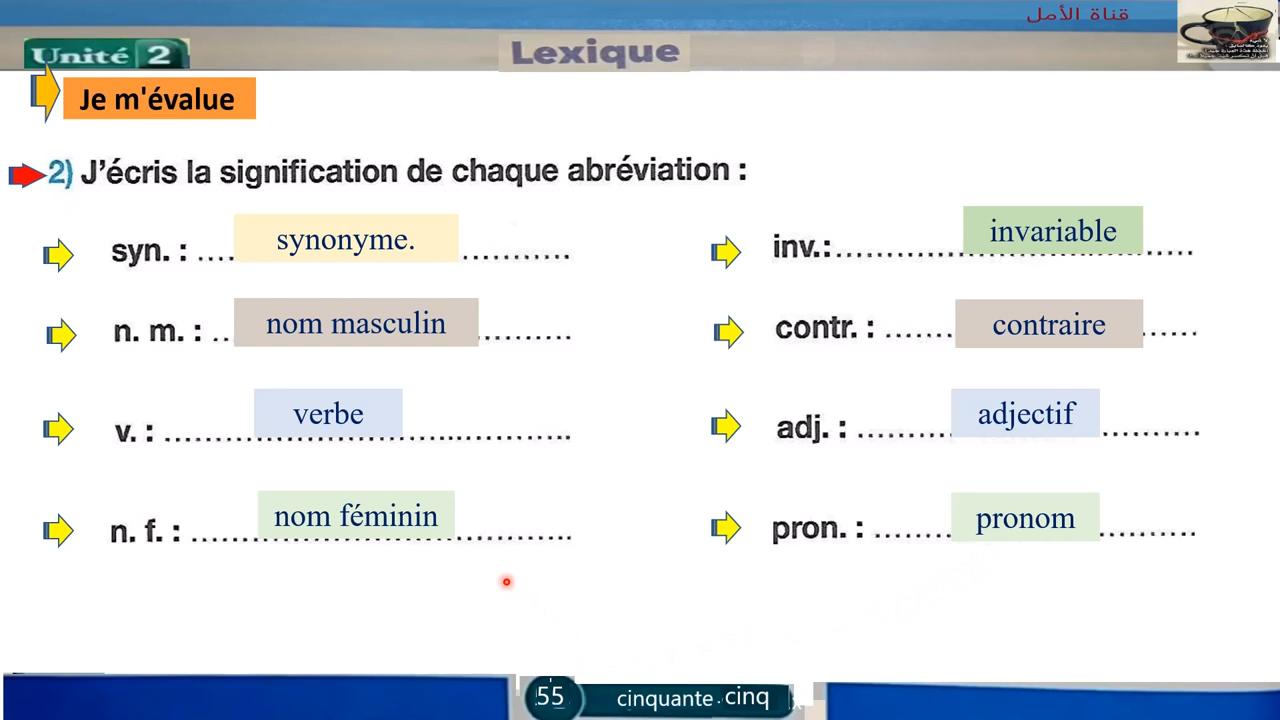 قناة الأمل
Unité 2
Lexique
Je m'évalue
2) J'écris la signification de chaque abréviation :
syn. : .... synonyme. ...........
inv.: invariable
n. m. : .. nom masculin .........
contr. : ...... contraire ......
v. : verbe
adj. : ......... adjectif .........
n. f. : nom féminin
pron. : ....... pronom .........
55 cinquante cinq